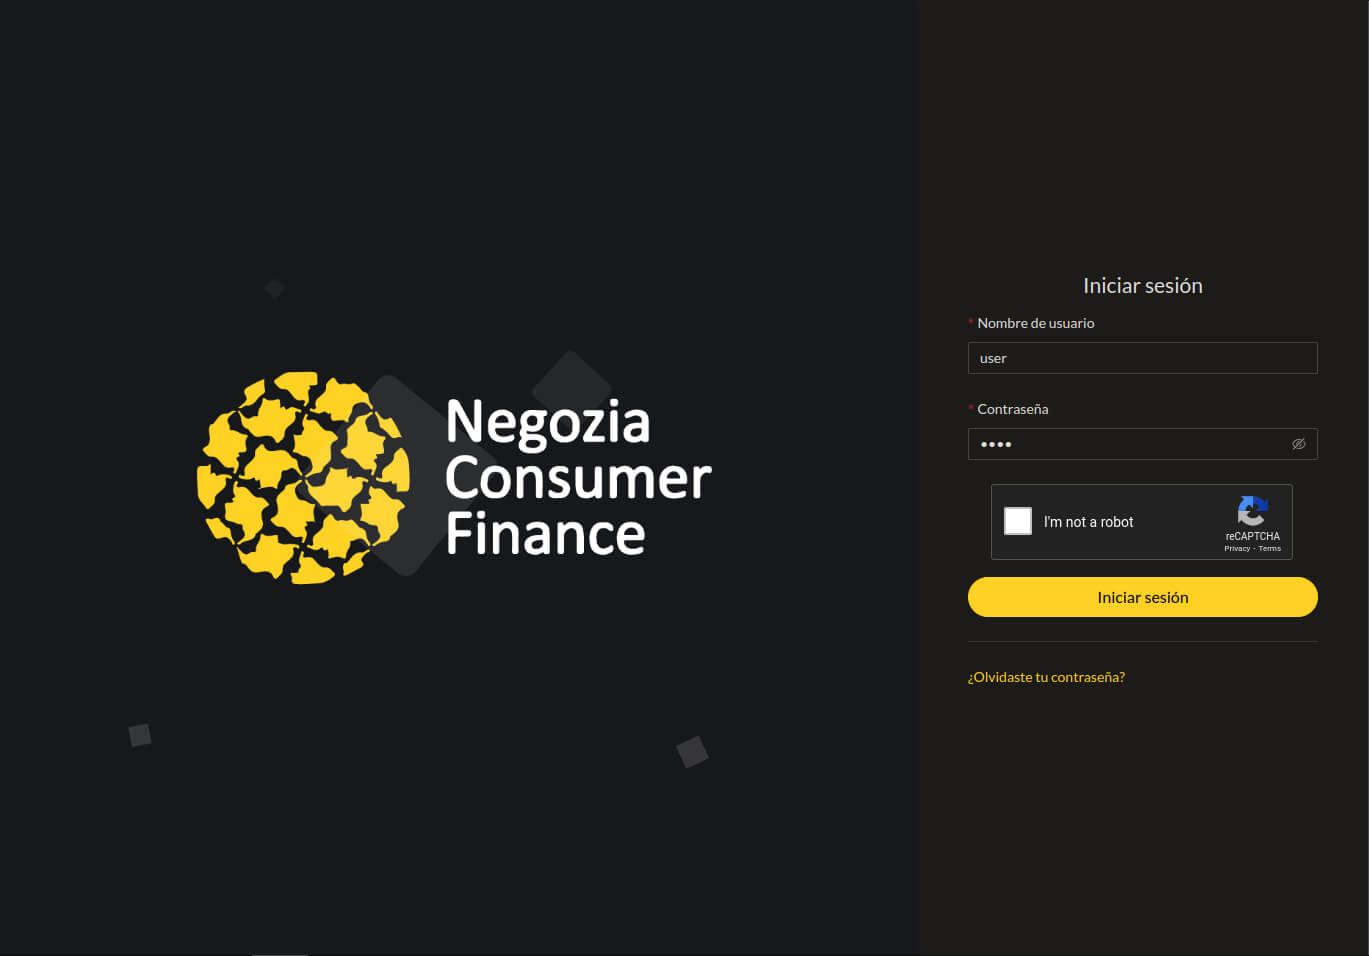 Negozia
Consumer
Finance
Iniciar sesión
* Nombre de usuario
user
* Contraseña
••••
I'm not a robot
reCAPTCHA
Privacy - Terms
Iniciar sesión
¿Olvidaste tu contraseña?